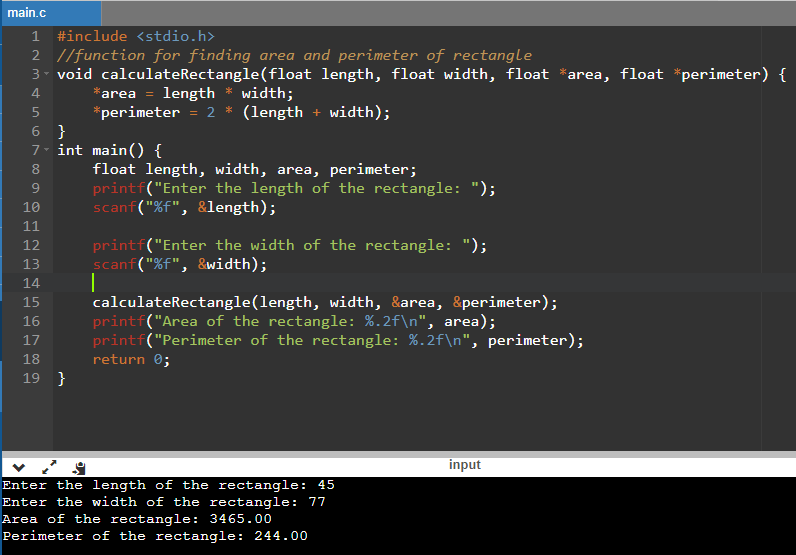 main.c
1 #include <stdio.h>
2 //function for finding area and perimeter of rectangle
3 void calculateRectangle(float length, float width, float *area, float *perimeter) {
4     *area = length * width;
5     *perimeter = 2 * (length + width);
6 }
7 int main() {
8     float length, width, area, perimeter;
9     printf("Enter the length of the rectangle: ");
10     scanf("%f", &length);
11
12     printf("Enter the width of the rectangle: ");
13     scanf("%f", &width);
14
15     calculateRectangle(length, width, &area, &perimeter);
16     printf("Area of the rectangle: %.2f\n", area);
17     printf("Perimeter of the rectangle: %.2f\n", perimeter);
18     return 0;
19 }
input
Enter the length of the rectangle: 45
Enter the width of the rectangle: 77
Area of the rectangle: 3465.00
Perimeter of the rectangle: 244.00